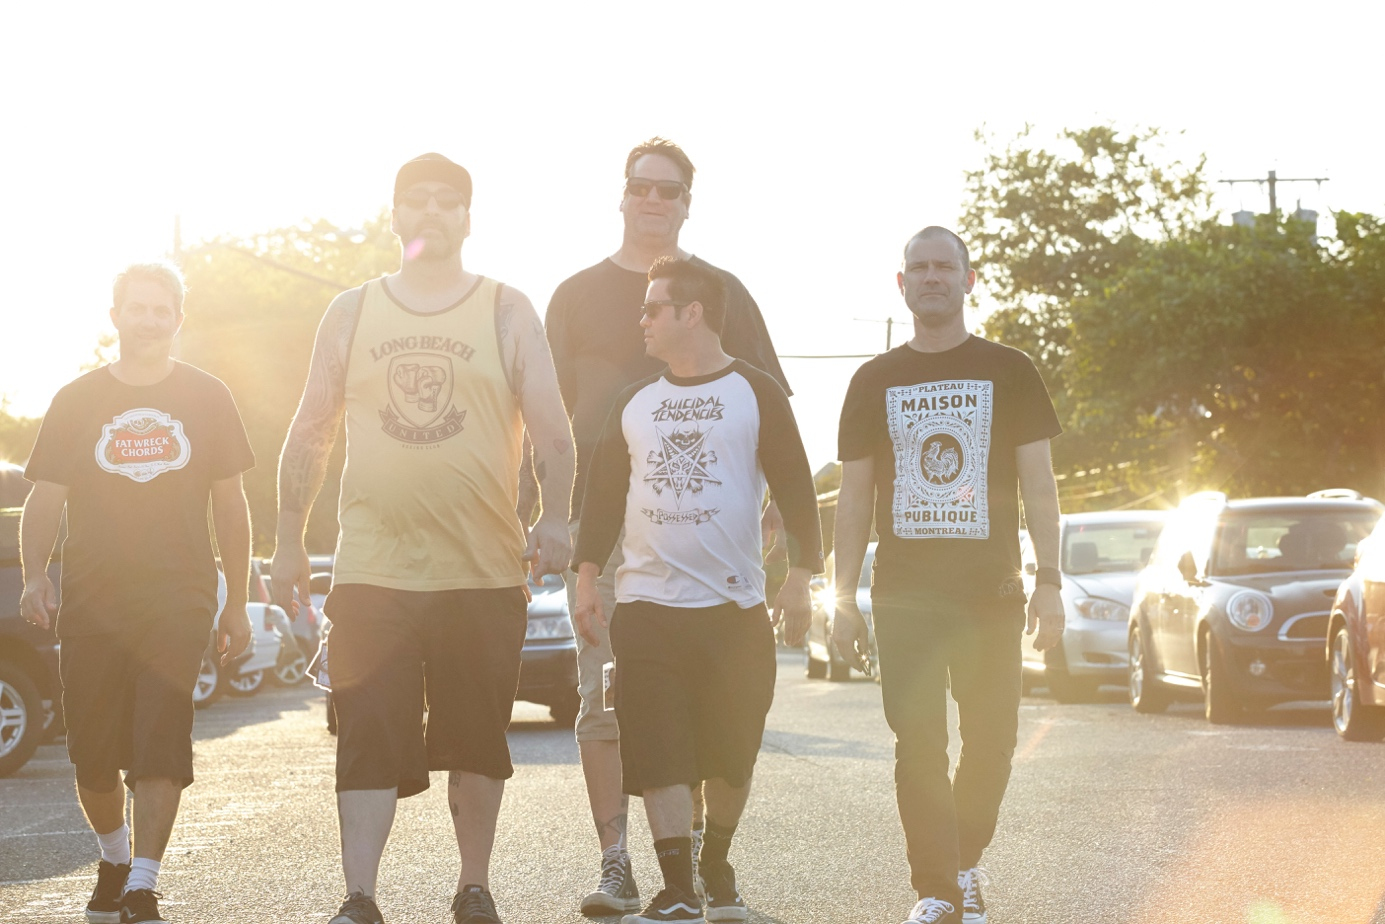 FAT WRECK
CHORDS
LONG BEACH
UNITED
SUICIDAL
TENDENCIES
POSSESSED
PLATEAU
MAISON
PUBLIQUE
MONTREAL